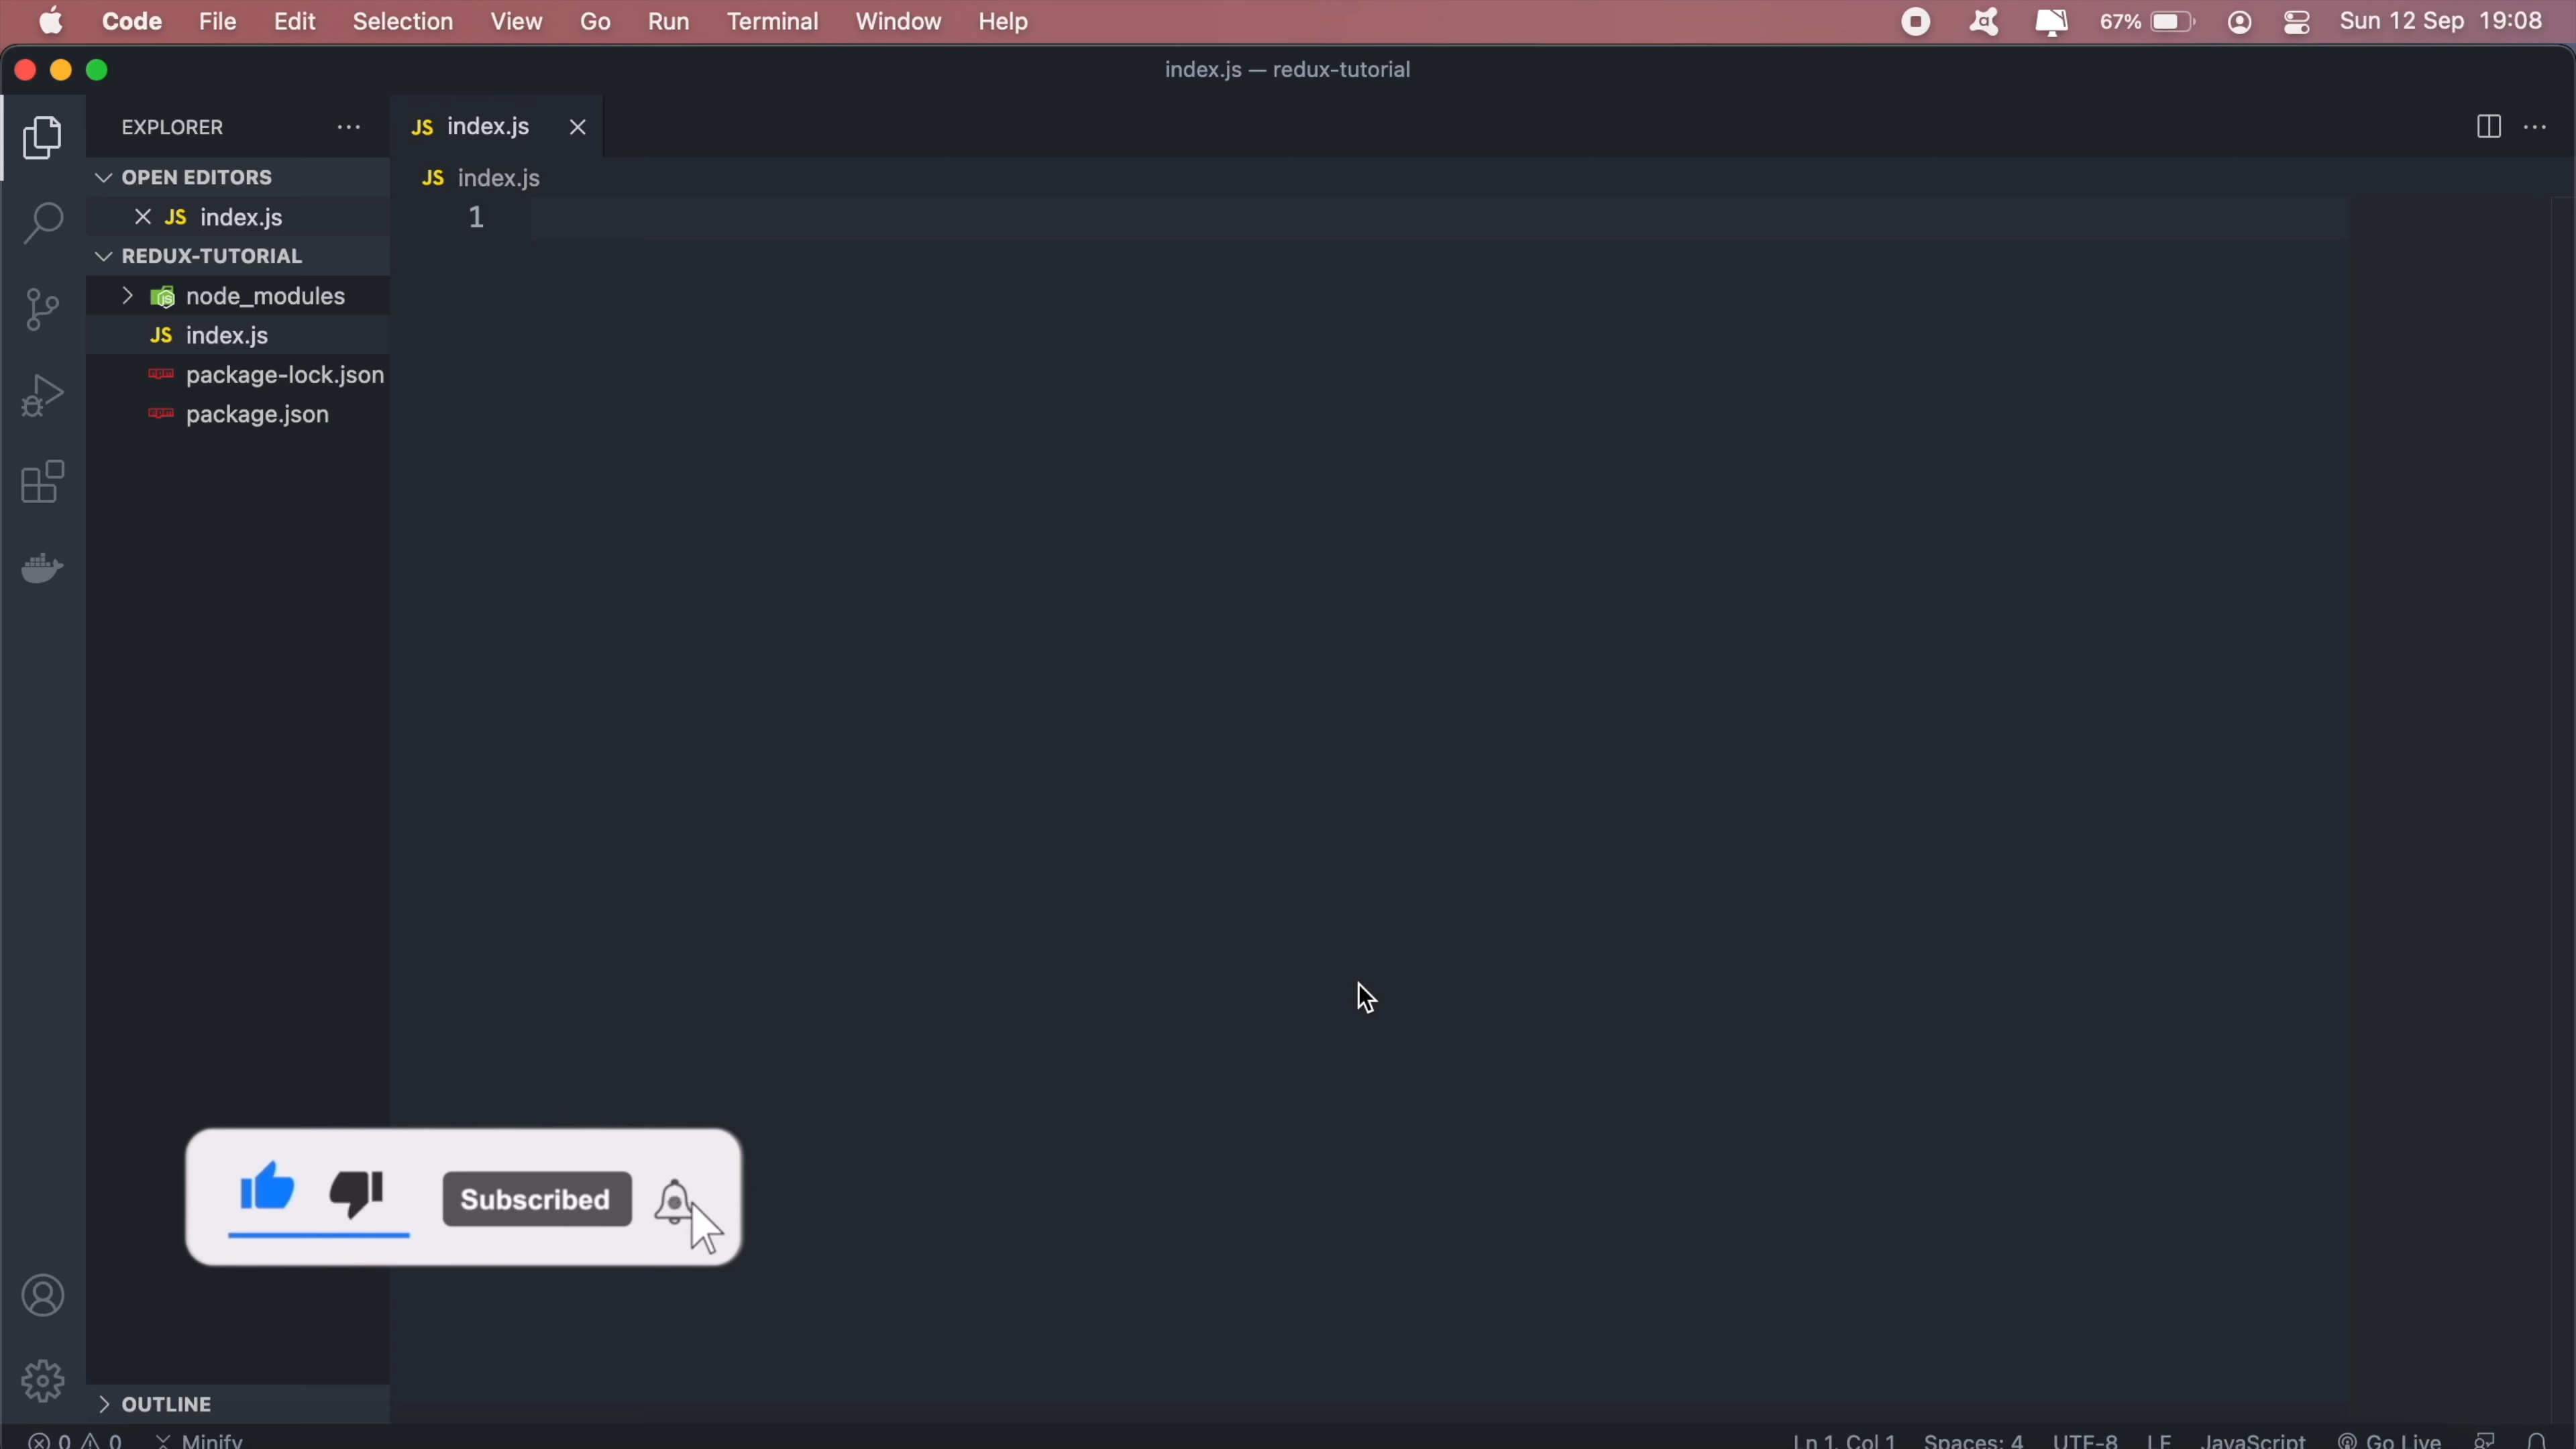 Code File Edit Selection View Go Run Terminal Window Help 67% Sun 12 Sep 19:08
index.js — redux-tutorial
EXPLORER
JS index.js
OPEN EDITORS
JS index.js
JS index.js
1
REDUX-TUTORIAL
node_modules
JS index.js
package-lock.json
package.json
Subscribed
OUTLINE
0 0 Minify Ln 1, Col 1 Spaces: 4 UTF-8 LF JavaScript Go Live